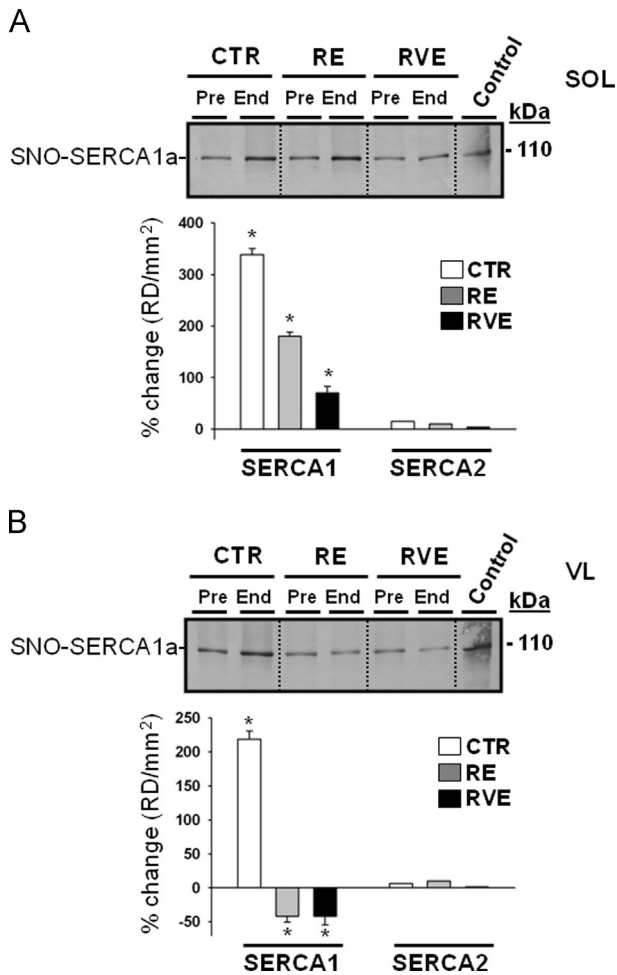 A
CTR RE RVE Control SOL
Pre End Pre End Pre End kDa
SNO-SERCA1a- - 110
% change (RD/mm²)
400
300
200
100
0
*
*
*
CTR
RE
RVE
SERCA1 SERCA2
B
CTR RE RVE Control VL
Pre End Pre End Pre End kDa
SNO-SERCA1a- - 110
% change (RD/mm²)
250
200
150
100
50
0
-50
*
* *
CTR
RE
RVE
SERCA1 SERCA2